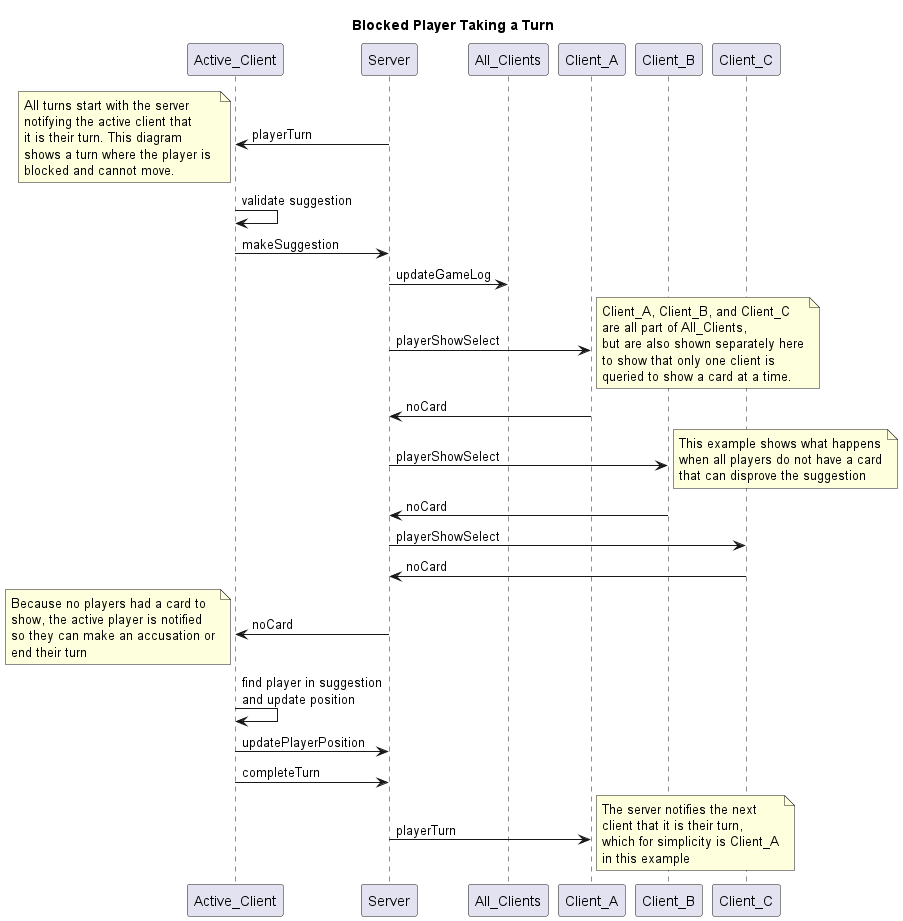 Blocked Player Taking a Turn
Active_Client
Server
All_Clients
Client_A
Client_B
Client_C
All turns start with the server
notifying the active client that
it is their turn. This diagram
shows a turn where the player is
blocked and cannot move.
playerTurn
validate suggestion
makeSuggestion
updateGameLog
Client_A, Client_B, and Client_C
are all part of All_Clients,
but are also shown separately here
to show that only one client is
queried to show a card at a time.
playerShowSelect
noCard
This example shows what happens
when all players do not have a card
that can disprove the suggestion
playerShowSelect
noCard
playerShowSelect
noCard
Because no players had a card to
show, the active player is notified
so they can make an accusation or
end their turn
noCard
find player in suggestion
and update position
updatePlayerPosition
completeTurn
The server notifies the next
client that it is their turn,
which for simplicity is Client_A
in this example
playerTurn
Active_Client
Server
All_Clients
Client_A
Client_B
Client_C